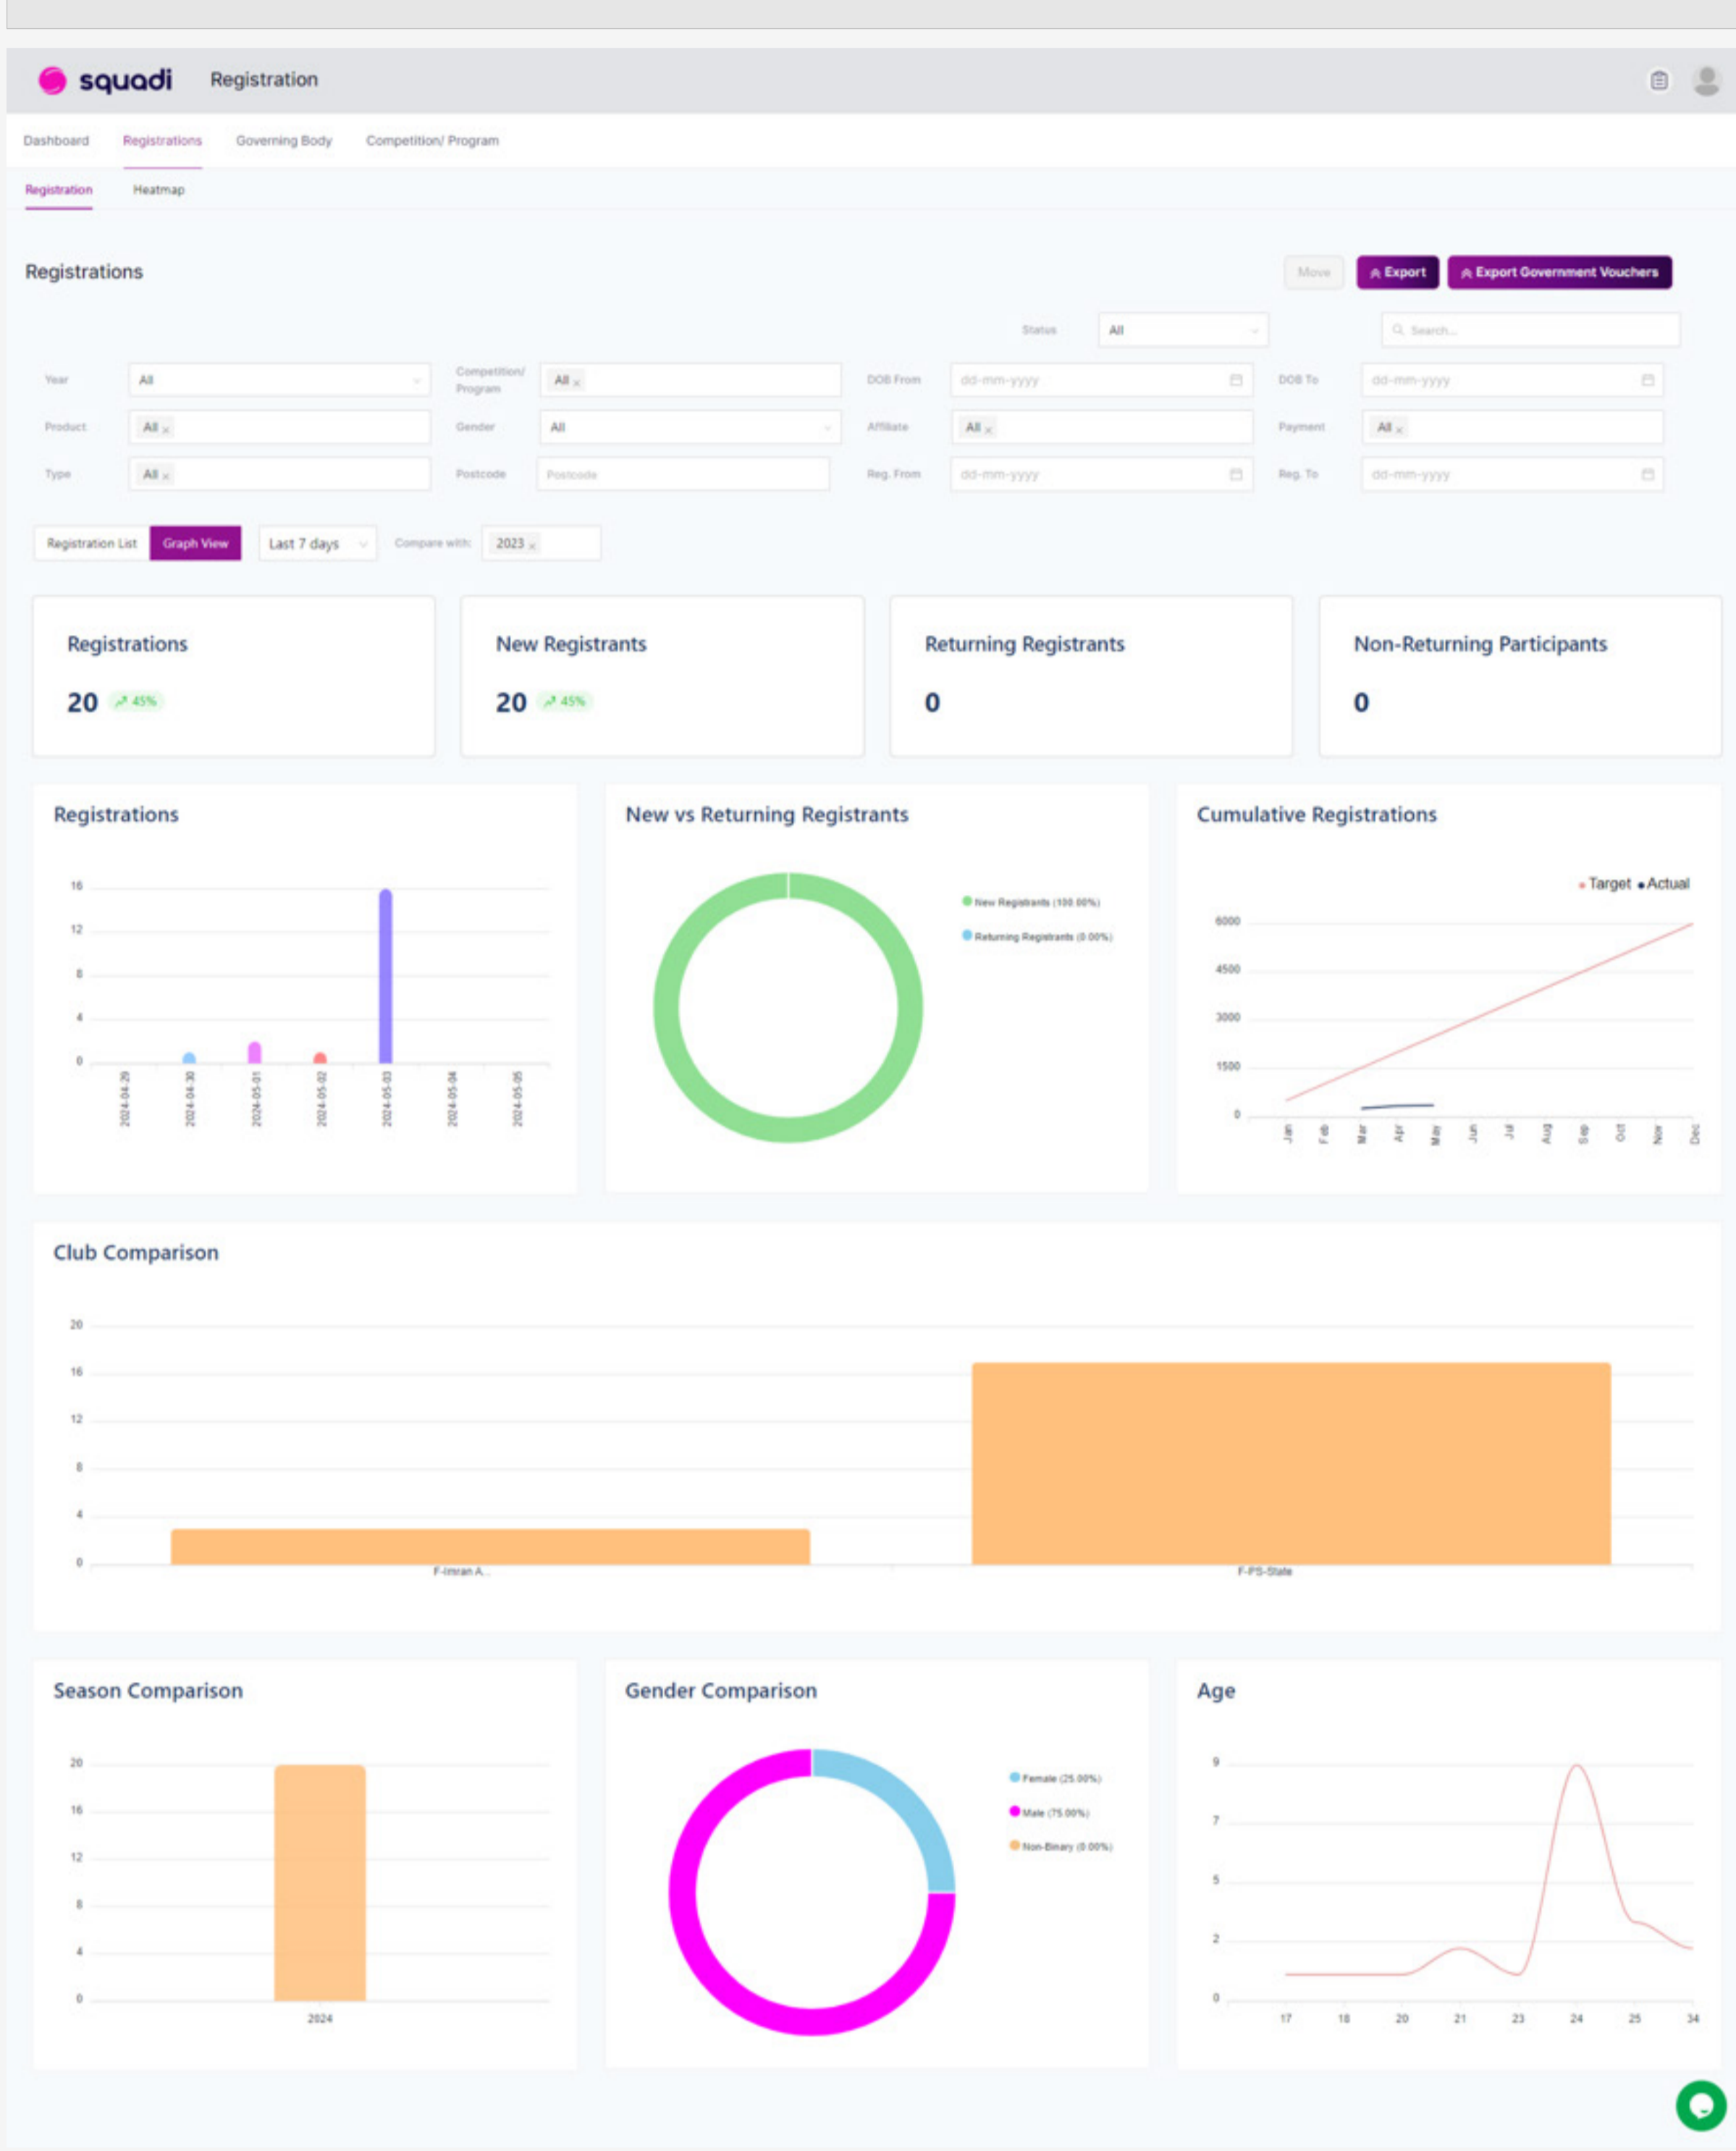 squadi Registration
Dashboard Registrations Governing Body Competition/ Program
Registration Heatmap
Registrations Move Export Export Government Vouchers
Status All Search...
Year All Competition/ Program All × DOB From dd-mm-yyyy DOB To dd-mm-yyyy
Product All × Gender All Affiliate All × Payment All ×
Type All × Postcode Postcode Reg. From dd-mm-yyyy Reg. To dd-mm-yyyy
Registration List Graph View Last 7 days Compare with: 2023 ×
Registrations New Registrants Returning Registrants Non-Returning Participants
20 45% 20 45% 0 0
Registrations
16
12
8
4
0
2024-04-29 2024-04-30 2024-05-01 2024-05-02 2024-05-03 2024-05-04 2024-05-05
New vs Returning Registrants
New Registrants (100.00%)
Returning Registrants (0.00%)
Cumulative Registrations
Target Actual
6000
4500
3000
1500
0
Jan Feb Mar Apr May Jun Jul Aug Sep Oct Nov Dec
Club Comparison
20
16
12
8
4
0
F-Imran A... F-PS-State
Season Comparison
20
16
12
8
4
0
2024
Gender Comparison
Female (25.00%)
Male (75.00%)
Non-Binary (0.00%)
Age
9
7
5
2
0
17 18 20 21 23 24 25 34